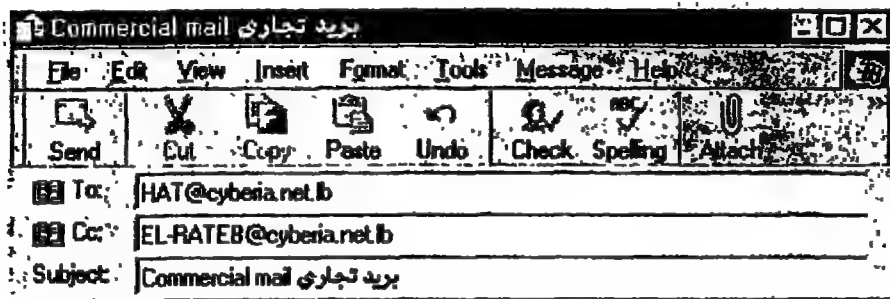 Commercial mail بريد تجاري
File Edit View Insert Format Tools Message Help
Send Cut Copy Paste Undo Check Spelling Attach
To: HAT@cyberia.net.lb
Cc: EL-RATEB@cyberia.net.lb
Subject: Commercial mail بريد تجاري